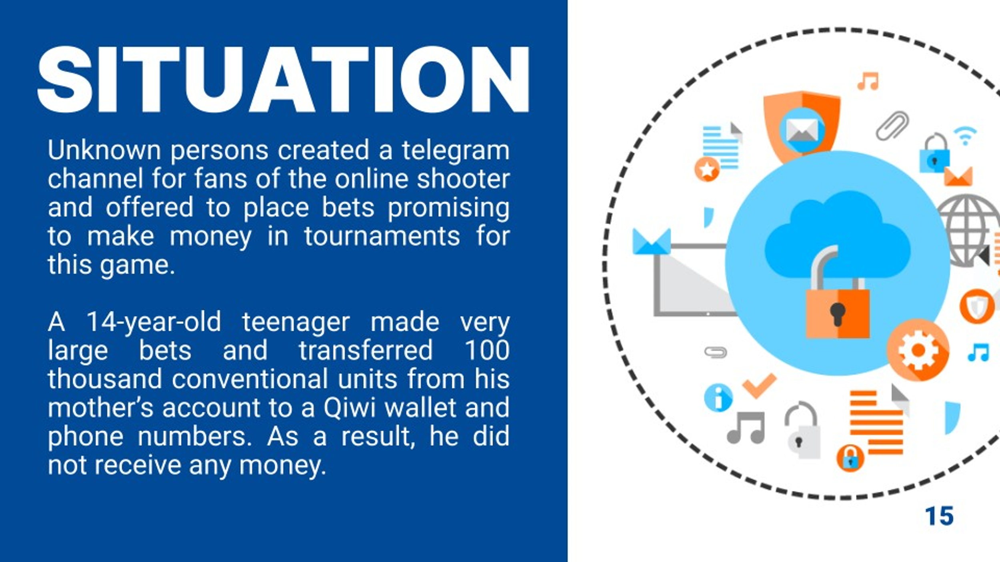 SITUATION
Unknown persons created a telegram
channel for fans of the online shooter
and offered to place bets promising
to make money in tournaments for
this game.
A 14-year-old teenager made very
large bets and transferred 100
thousand conventional units from his
mother’s account to a Qiwi wallet and
phone numbers. As a result, he did
not receive any money.
15